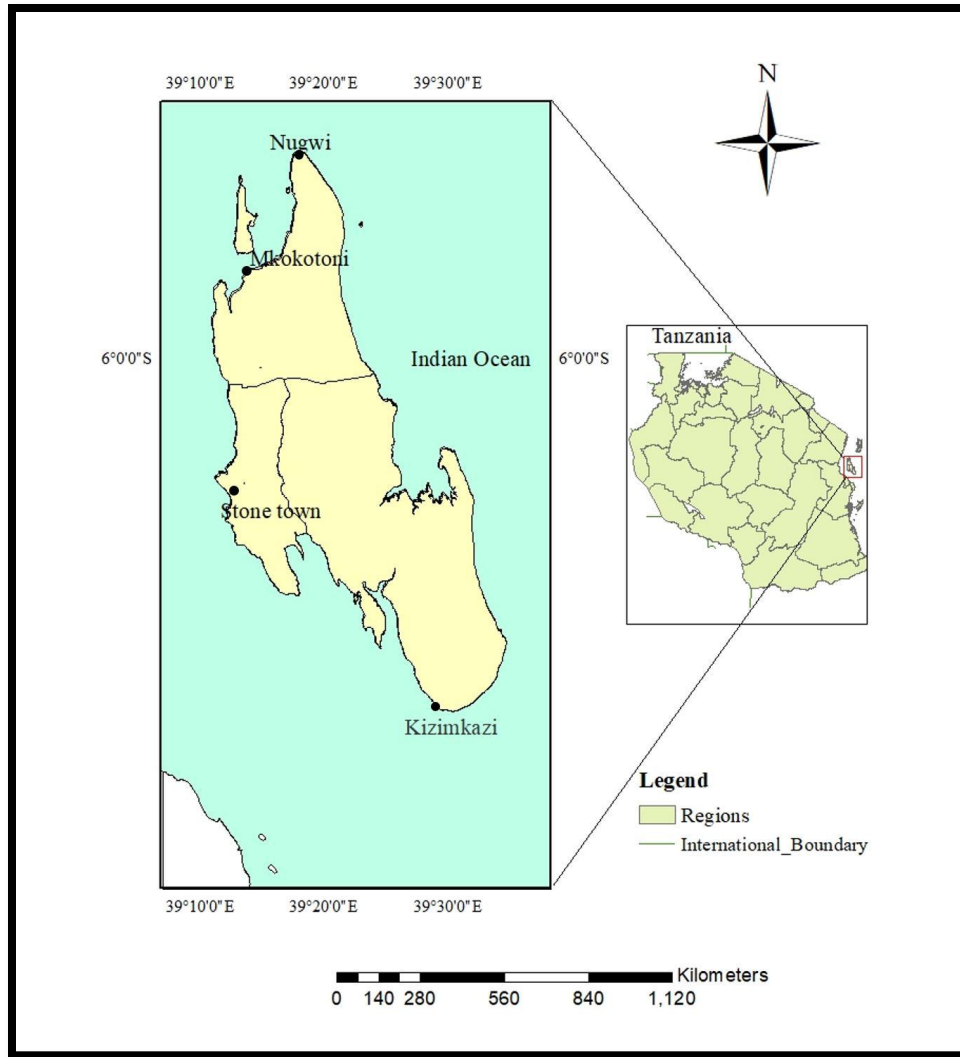 39°10'0"E 39°20'0"E 39°30'0"E
N
Nugwi
Mkokotoni
Tanzania
6°0'0"S
Indian Ocean
6°0'0"S
Stone town
Kizimkazi
Legend
Regions
International_Boundary
39°10'0"E 39°20'0"E 39°30'0"E
Kilometers
0 140 280 560 840 1,120